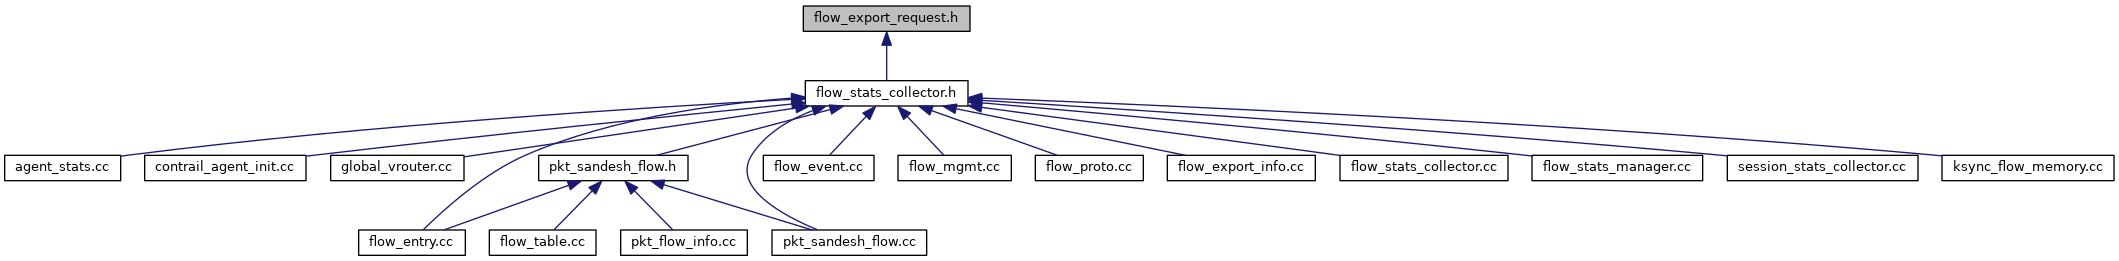 flow_export_request.h
flow_stats_collector.h
agent_stats.cc
contrail_agent_init.cc
global_vrouter.cc
pkt_sandesh_flow.h
flow_event.cc
flow_mgmt.cc
flow_proto.cc
flow_export_info.cc
flow_stats_collector.cc
flow_stats_manager.cc
session_stats_collector.cc
ksync_flow_memory.cc
flow_entry.cc
flow_table.cc
pkt_flow_info.cc
pkt_sandesh_flow.cc